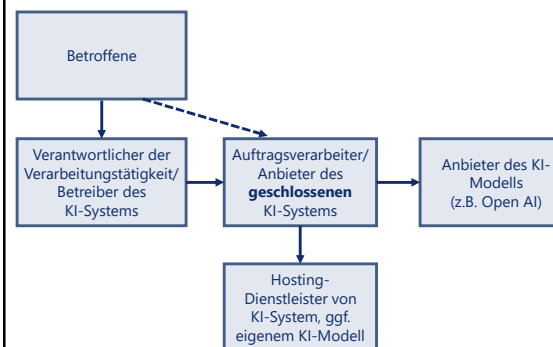 Betroffene
Verantwortlicher der
Verarbeitungstätigkeit/
Betreiber des
KI-Systems
Auftragsverarbeiter/
Anbieter des
geschlossenen
KI-Systems
Anbieter des KI-
Modells
(z.B. Open AI)
Hosting-
Dienstleister von
KI-System, ggf.
eigenem KI-Modell